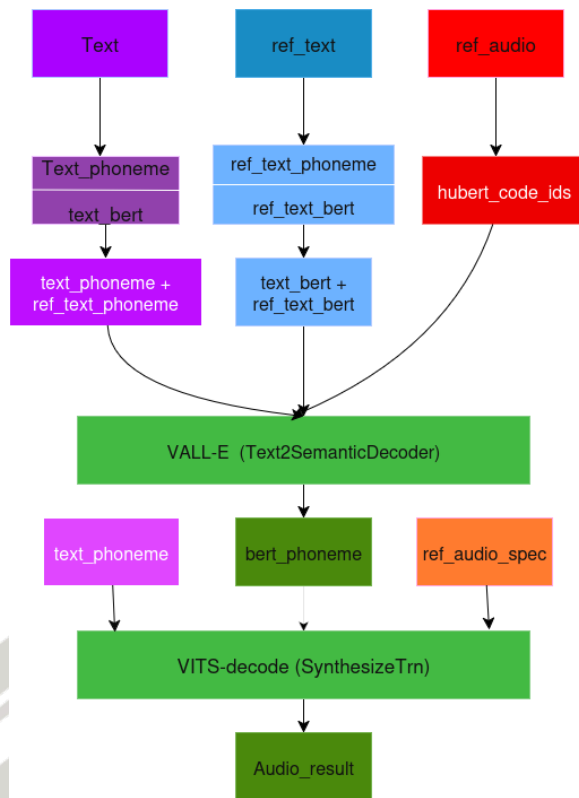 Text
ref_text
ref_audio
Text_phoneme
text_bert
ref_text_phoneme
ref_text_bert
hubert_code_ids
text_phoneme +
ref_text_phoneme
text_bert +
ref_text_bert
VALL-E (Text2SemanticDecoder)
text_phoneme
bert_phoneme
ref_audio_spec
VITS-decode (SynthesizeTrn)
Audio_result